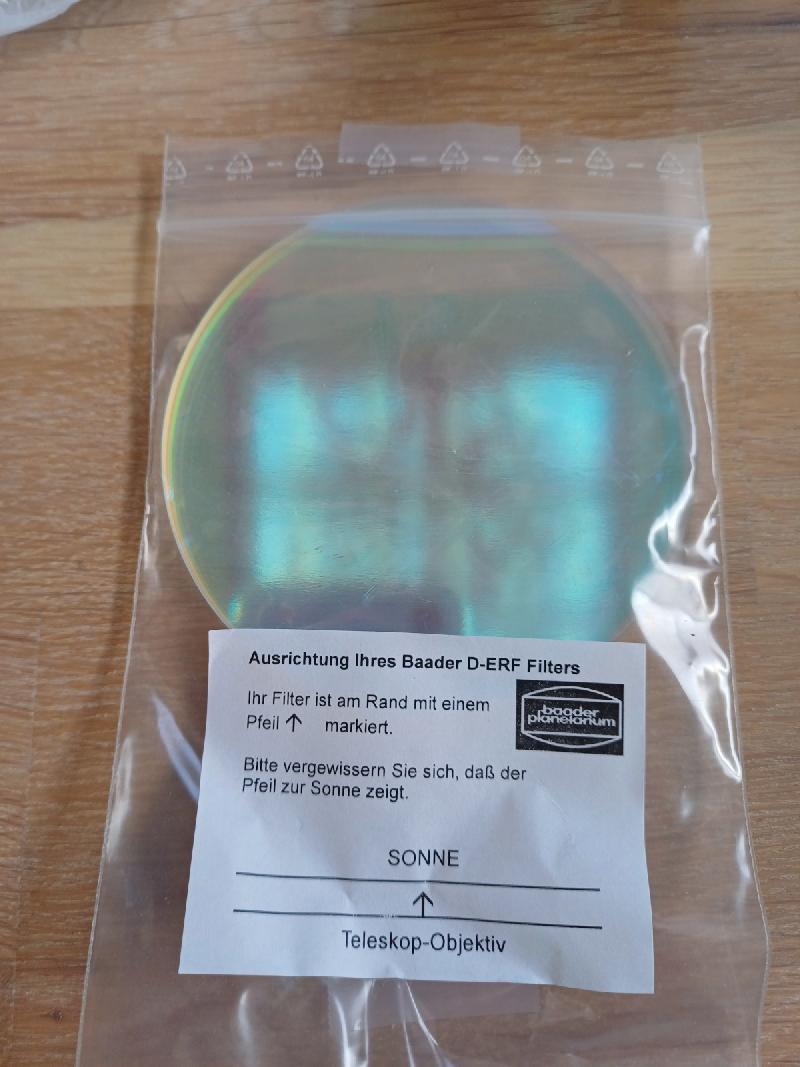 Ausrichtung Ihres Baader D-ERF Filters
Ihr Filter ist am Rand mit einem
Pfeil ↑ markiert.
baader
planetarium
Bitte vergewissern Sie sich, daß der
Pfeil zur Sonne zeigt.
SONNE
↑
Teleskop-Objektiv